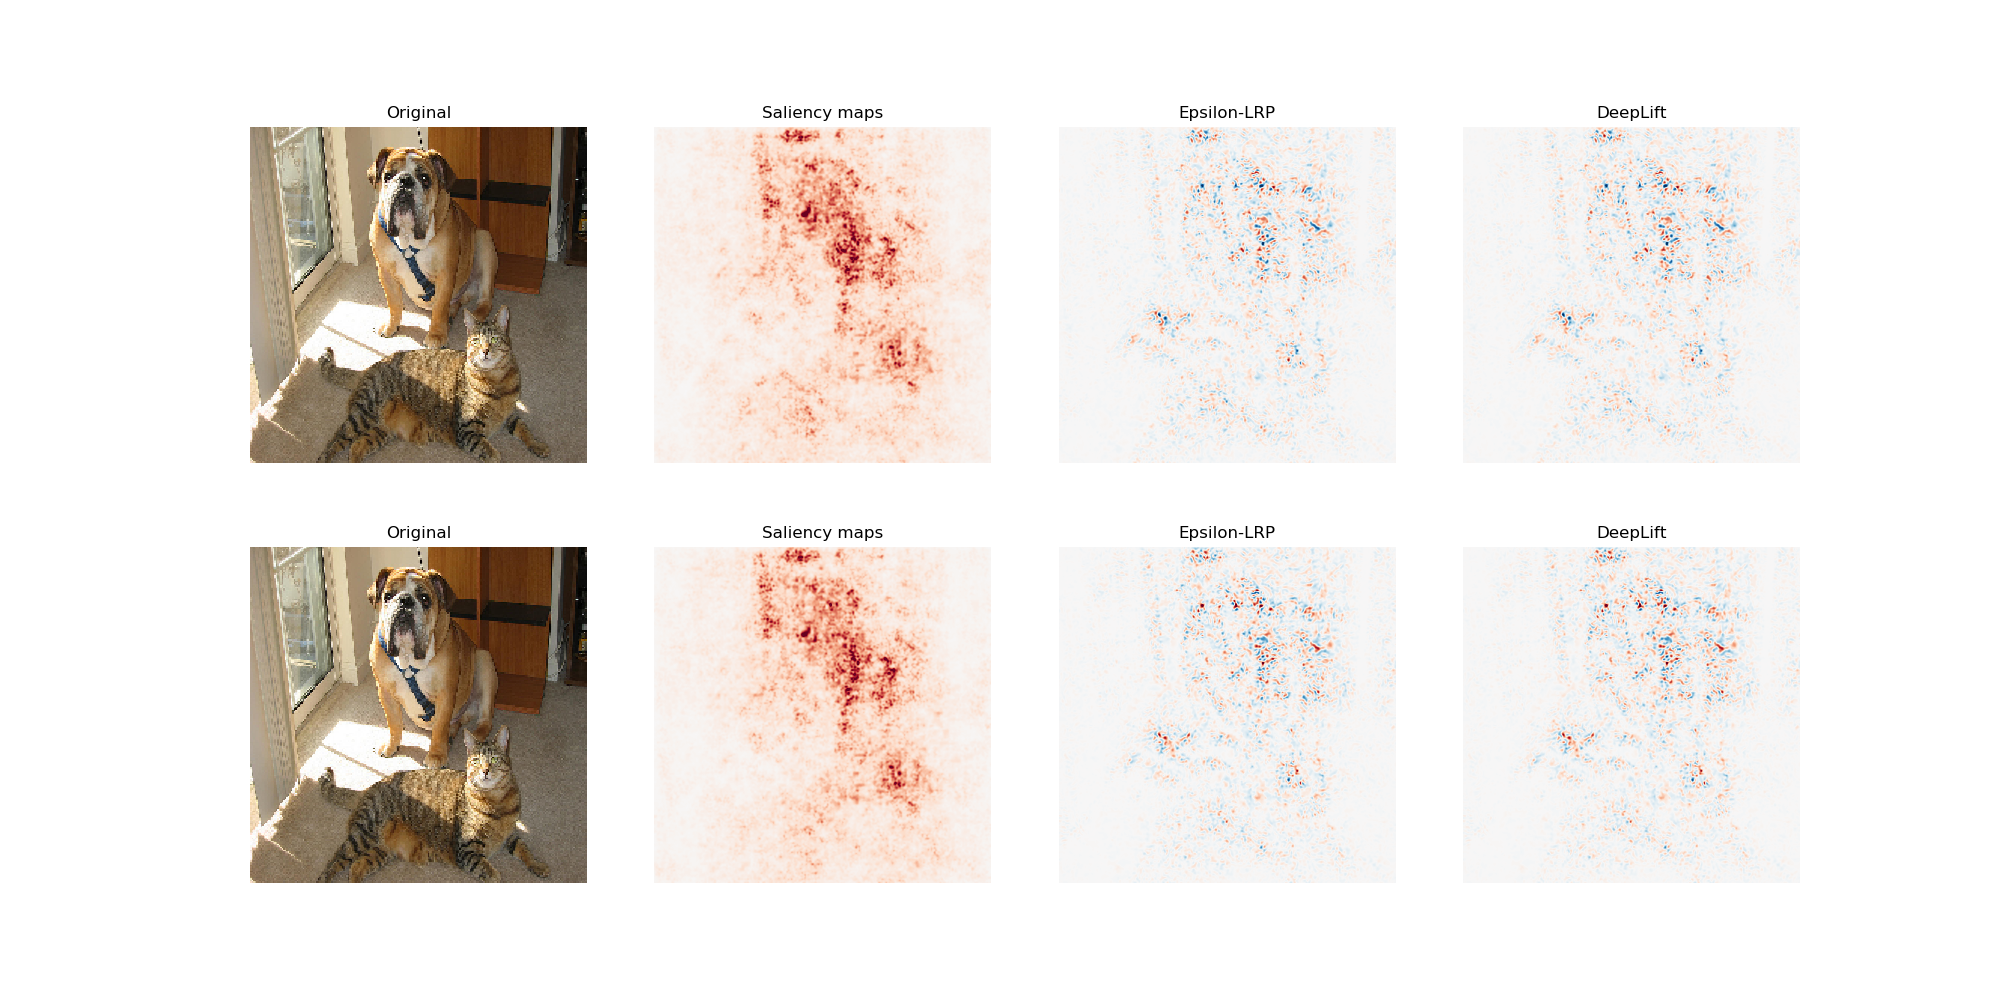 Original
Saliency maps
Epsilon-LRP
DeepLift
Original
Saliency maps
Epsilon-LRP
DeepLift